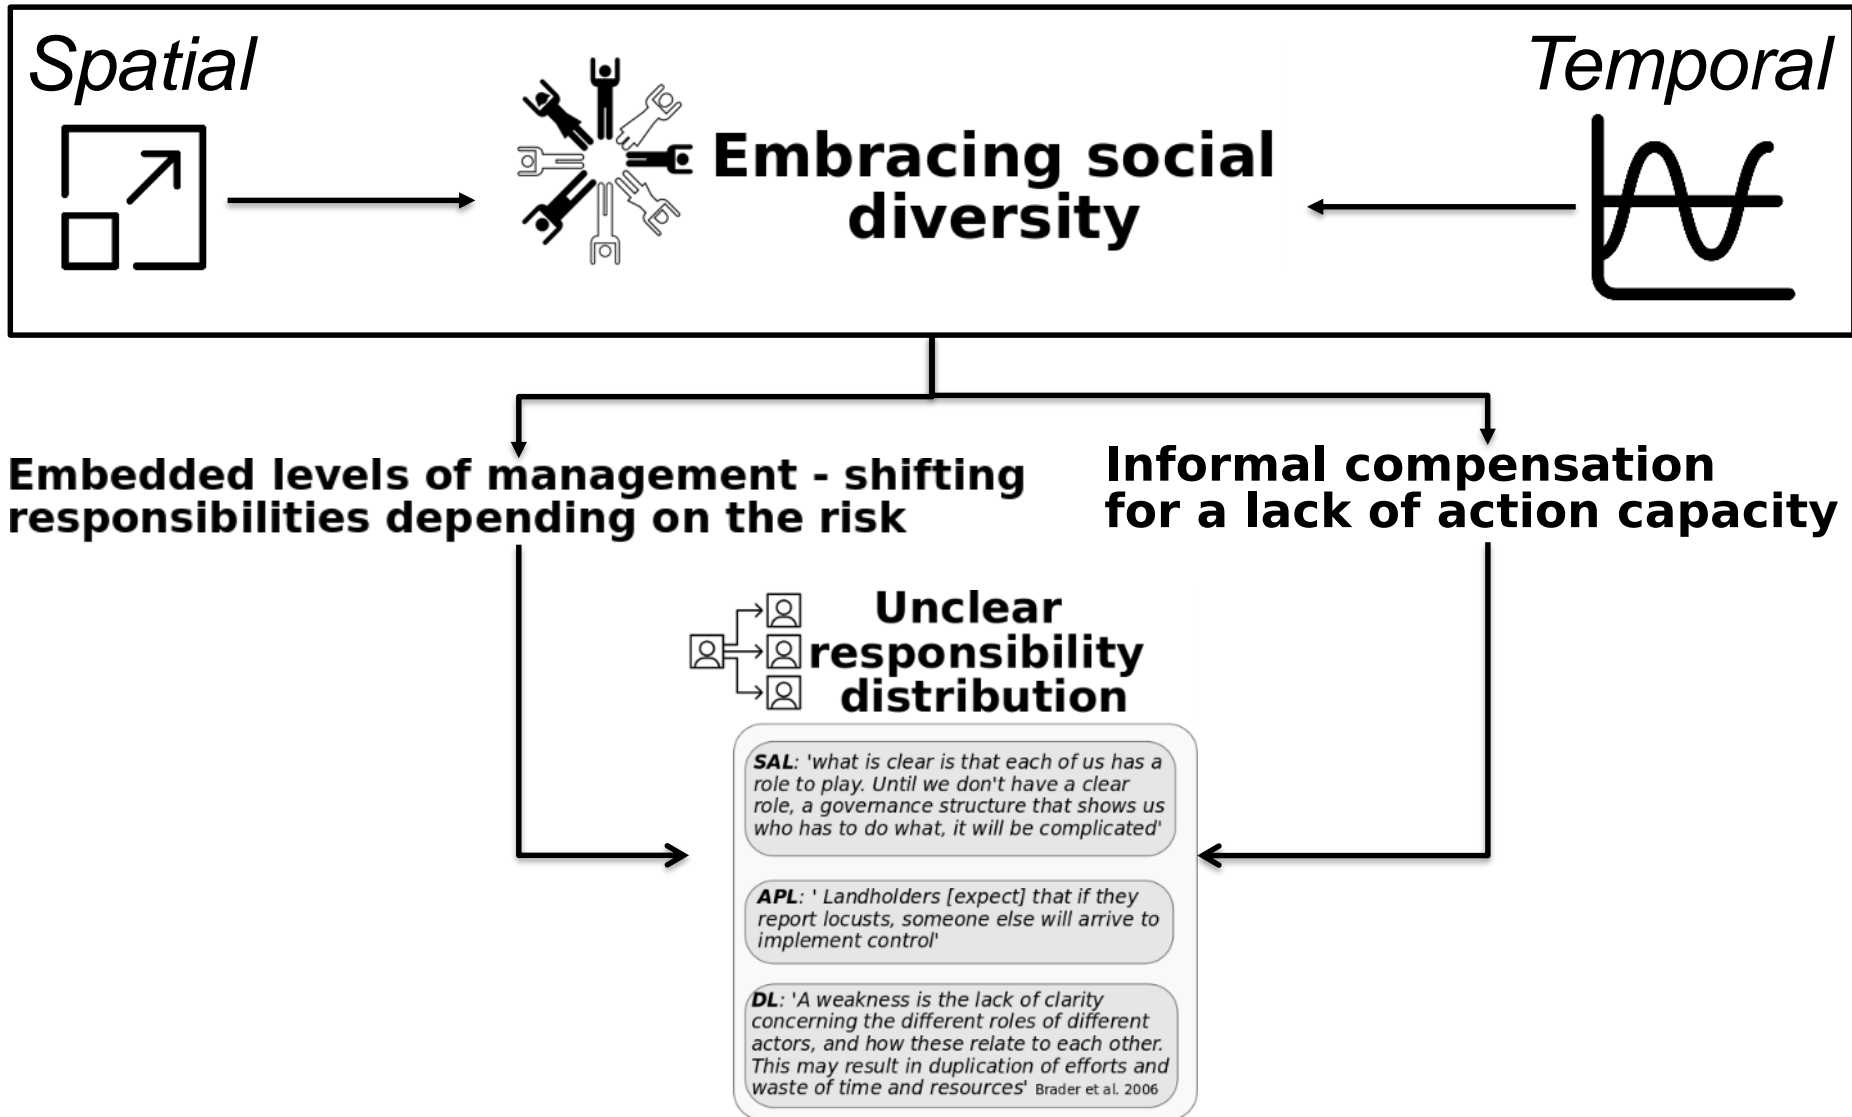 Spatial
Temporal
Embracing social
diversity
Embedded levels of management - shifting
responsibilities depending on the risk
Informal compensation
for a lack of action capacity
Unclear
responsibility
distribution
SAL: 'what is clear is that each of us has a
role to play. Until we don't have a clear
role, a governance structure that shows us
who has to do what, it will be complicated'
APL: ' Landholders [expect] that if they
report locusts, someone else will arrive to
implement control'
DL: 'A weakness is the lack of clarity
concerning the different roles of different
actors, and how these relate to each other.
This may result in duplication of efforts and
waste of time and resources' Brader et al. 2006